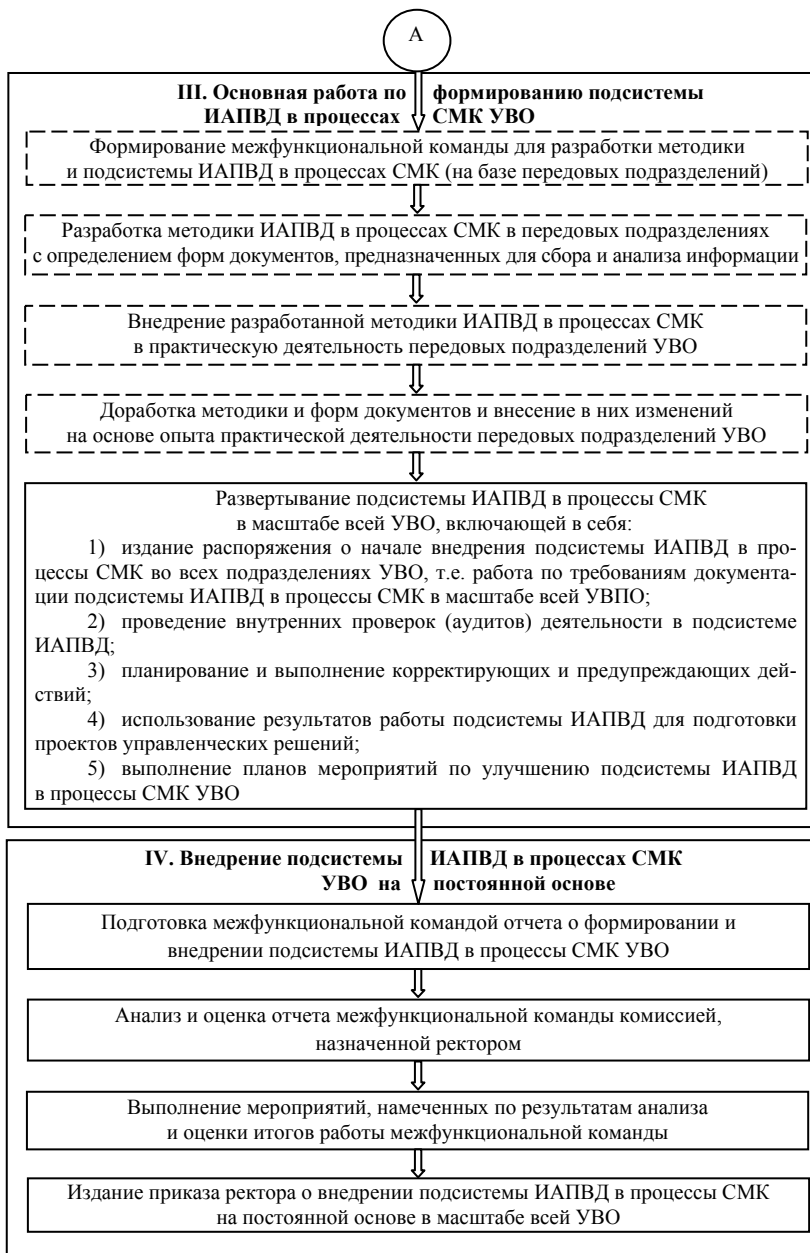 А
III. Основная работа по формированию подсистемы
ИАПВД в процессах СМК УВО
Формирование межфункциональной команды для разработки методики
и подсистемы ИАПВД в процессах СМК (на базе передовых подразделений)
Разработка методики ИАПВД в процессах СМК в передовых подразделениях
с определением форм документов, предназначенных для сбора и анализа информации
Внедрение разработанной методики ИАПВД в процессах СМК
в практическую деятельность передовых подразделений УВО
Доработка методики и форм документов и внесение в них изменений
на основе опыта практической деятельности передовых подразделений УВО
Развертывание подсистемы ИАПВД в процессы СМК
в масштабе всей УВО, включающей в себя:
1) издание распоряжения о начале внедрения подсистемы ИАПВД в про-
цессы СМК во всех подразделениях УВО, т.е. работа по требованиям документа-
ции подсистемы ИАПВД в процессы СМК в масштабе всей УВПО;
2) проведение внутренних проверок (аудитов) деятельности в подсистеме
ИАПВД;
3) планирование и выполнение корректирующих и предупреждающих дей-
ствий;
4) использование результатов работы подсистемы ИАПВД для подготовки
проектов управленческих решений;
5) выполнение планов мероприятий по улучшению подсистемы ИАПВД
в процессы СМК УВО
IV. Внедрение подсистемы ИАПВД в процессах СМК
УВО на постоянной основе
Подготовка межфункциональной командой отчета о формировании и
внедрении подсистемы ИАПВД в процессы СМК УВО
Анализ и оценка отчета межфункциональной команды комиссией,
назначенной ректором
Выполнение мероприятий, намеченных по результатам анализа
и оценки итогов работы межфункциональной команды
Издание приказа ректора о внедрении подсистемы ИАПВД в процессы СМК
на постоянной основе в масштабе всей УВО